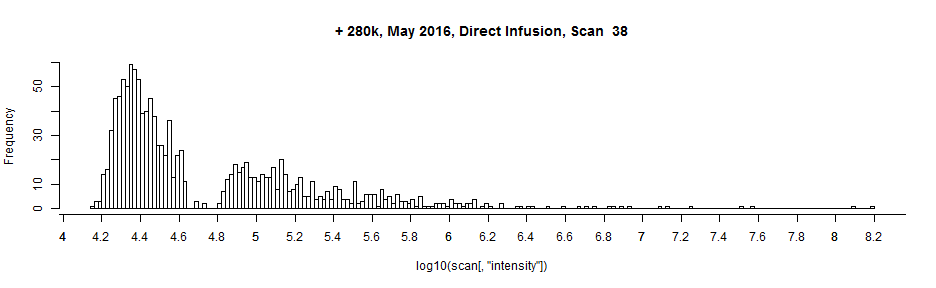 + 280k, May 2016, Direct Infusion, Scan  38
Frequency
50
30
10
0
4 4.2 4.4 4.6 4.8 5 5.2 5.4 5.6 5.8 6 6.2 6.4 6.6 6.8 7 7.2 7.4 7.6 7.8 8 8.2
log10(scan[, "intensity"])